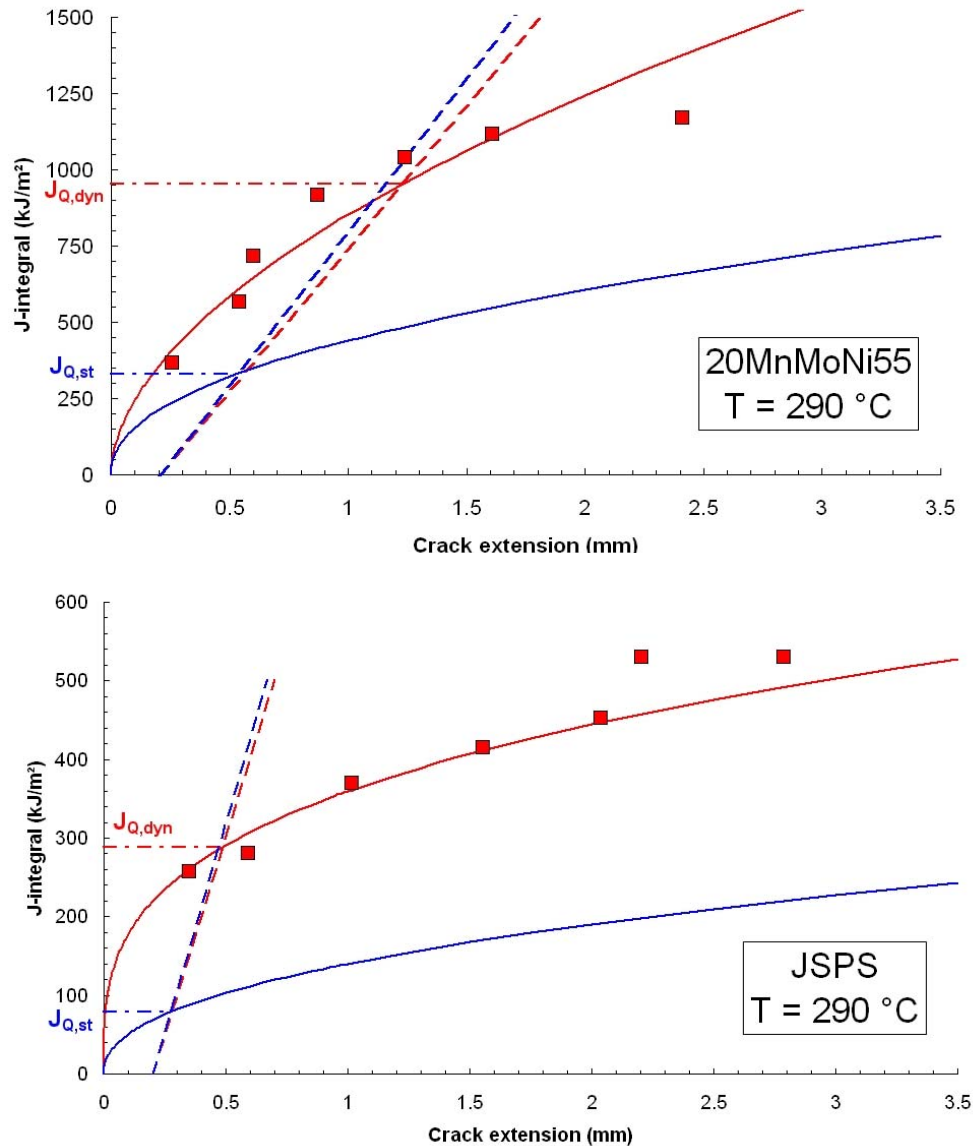 1500
1250
1000
J_Q,dyn
750
500
J_Q,st
250
0
J-integral (kJ/m²)
20MnMoNi55
T = 290 °C
0 0.5 1 1.5 2 2.5 3 3.5
Crack extension (mm)
600
500
400
J_Q,dyn
300
200
100
J_Q,st
0
J-integral (kJ/m²)
JSPS
T = 290 °C
0 0.5 1 1.5 2 2.5 3 3.5
Crack extension (mm)